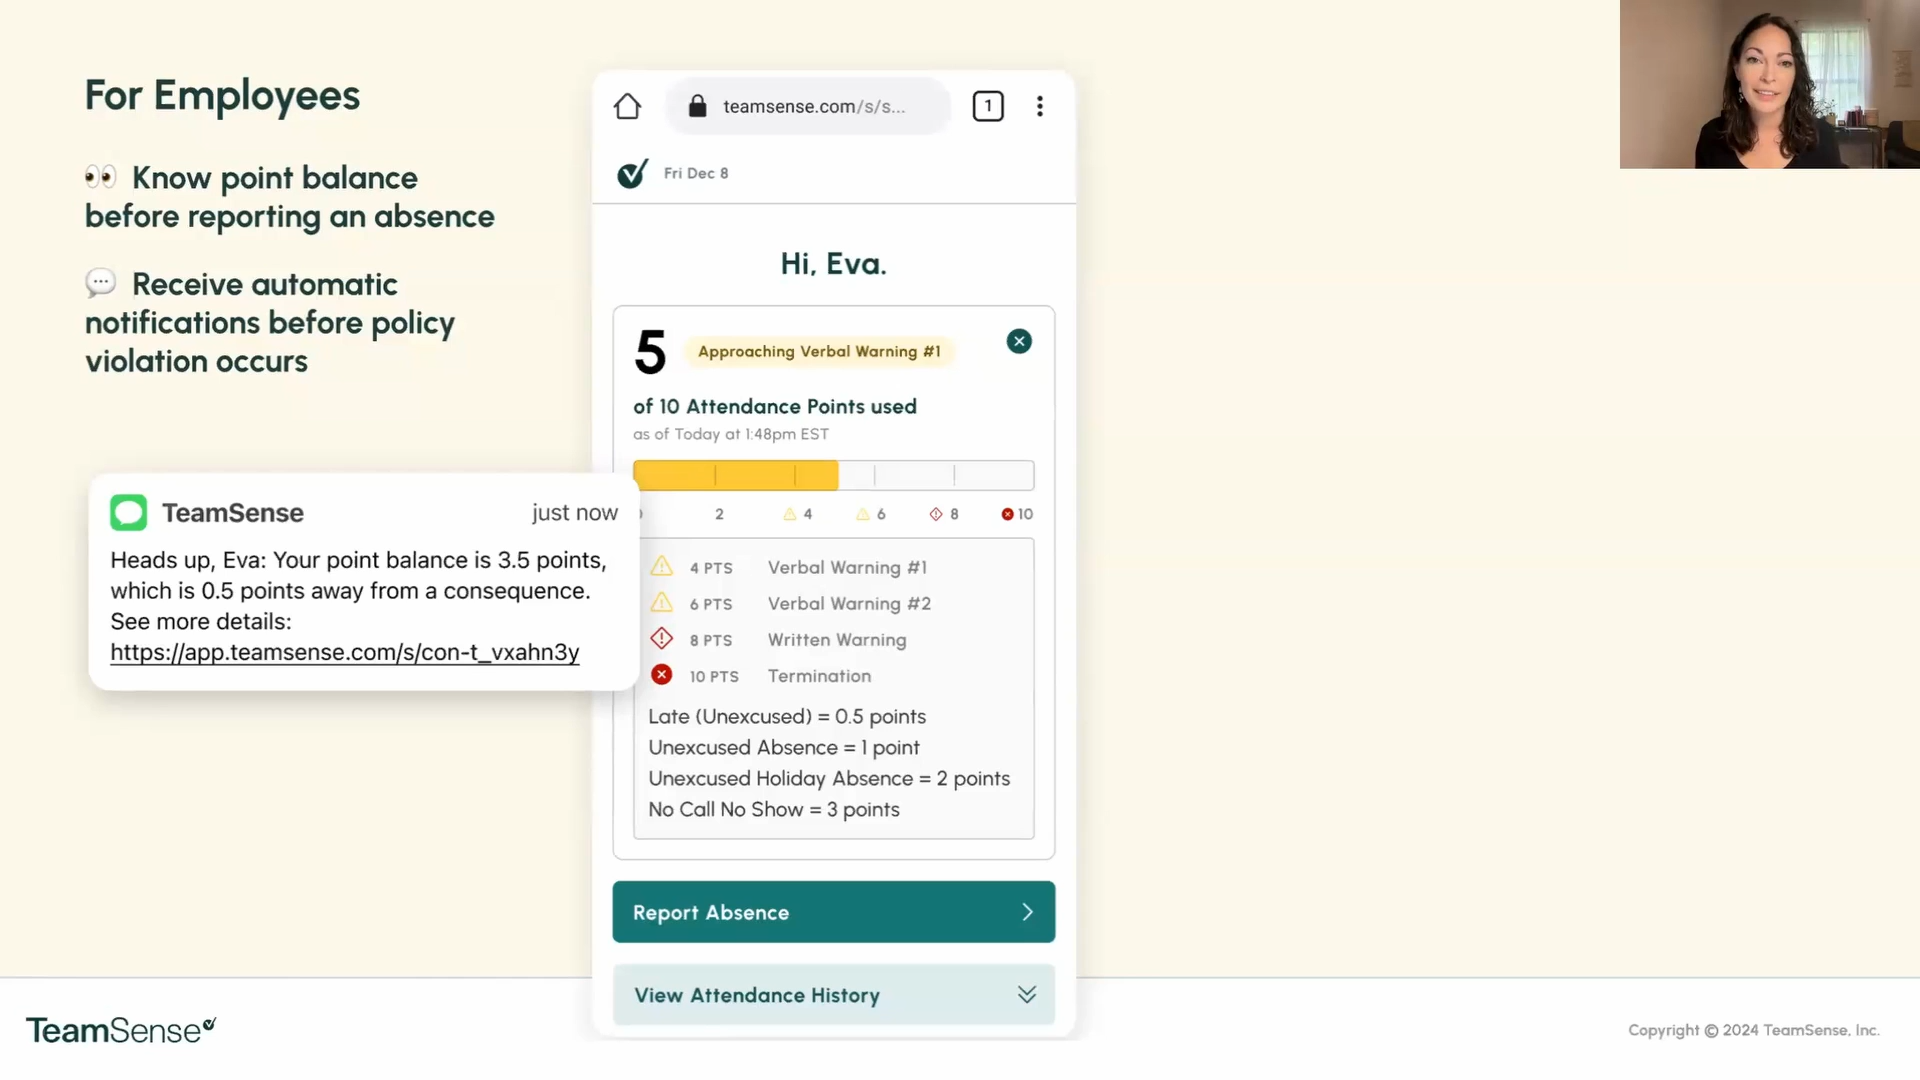 For Employees
👀 Know point balance
before reporting an absence
💬 Receive automatic
notifications before policy
violation occurs
TeamSense just now
Heads up, Eva: Your point balance is 3.5 points,
which is 0.5 points away from a consequence.
See more details:
https://app.teamsense.com/s/con-t_vxahn3y
teamsense.com/s/s... 1
Fri Dec 8
Hi, Eva.
5 Approaching Verbal Warning #1
of 10 Attendance Points used
as of Today at 1:48pm EST
2 4 6 8 10
4 PTS Verbal Warning #1
6 PTS Verbal Warning #2
8 PTS Written Warning
10 PTS Termination
Late (Unexcused) = 0.5 points
Unexcused Absence = 1 point
Unexcused Holiday Absence = 2 points
No Call No Show = 3 points
Report Absence
View Attendance History
TeamSense
Copyright © 2024 TeamSense, Inc.